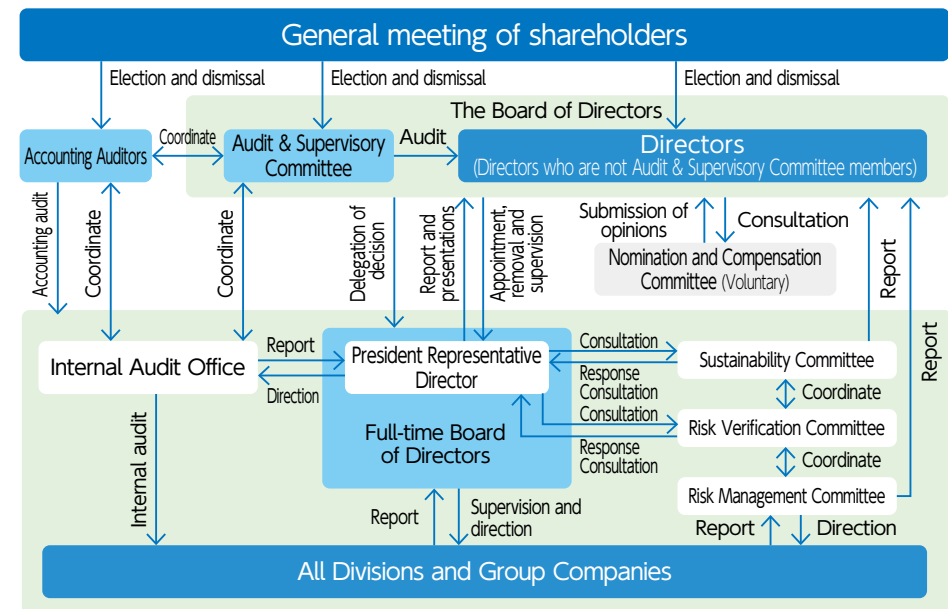 General meeting of shareholders
Election and dismissal
Election and dismissal
Election and dismissal
The Board of Directors
Accounting Auditors
Coordinate
Audit & Supervisory
Committee
Audit
Directors
(Directors who are not Audit & Supervisory Committee members)
Accounting audit
Coordinate
Coordinate
Delegation of
decision
Report and
presentations
Appointment,
removal and
supervision
Submission of
opinions
Consultation
Nomination and Compensation
Committee (Voluntary)
Report
Report
Internal Audit Office
Report
Direction
President Representative
Director
Consultation
Response
Consultation
Sustainability Committee
Coordinate
Consultation
Response
Consultation
Risk Verification Committee
Coordinate
Full-time Board
of Directors
Risk Management Committee
Internal audit
Report
Supervision and
direction
Report
Direction
All Divisions and Group Companies